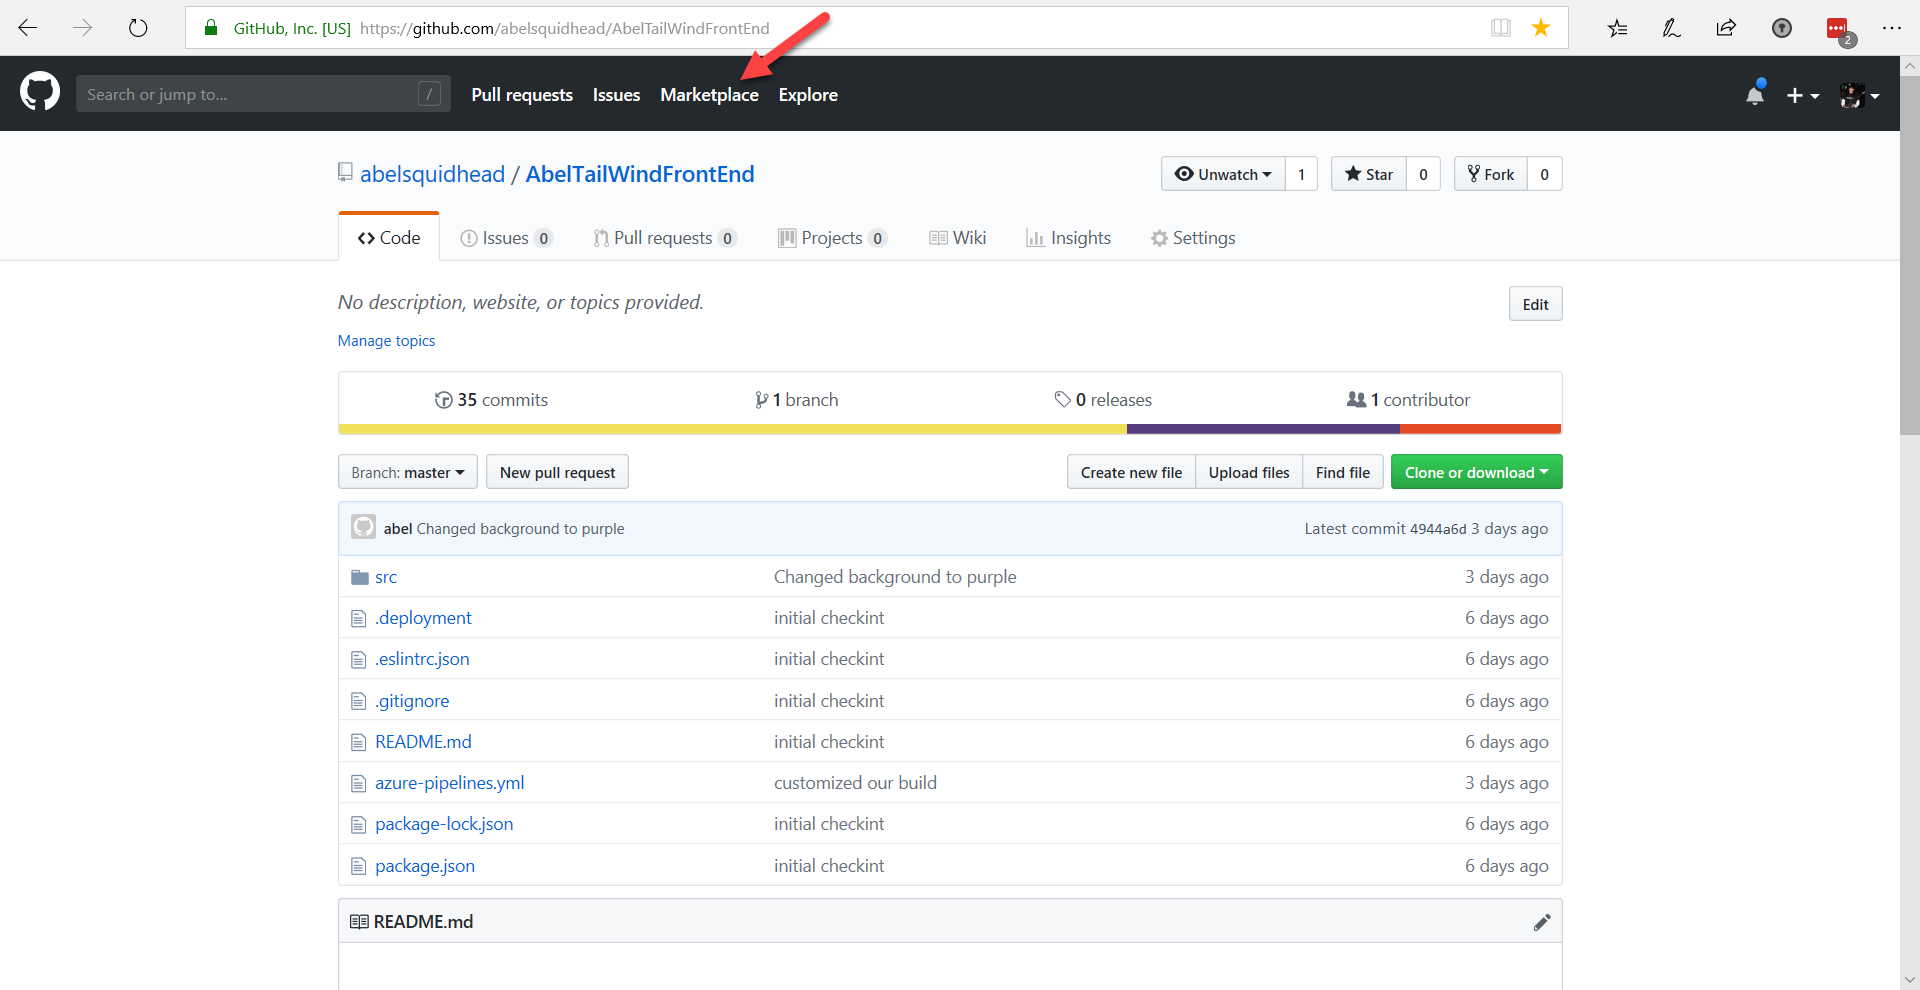 GitHub, Inc. [US] https://github.com/abelsquidhead/AbelTailWindFrontEnd
2
Search or jump to... / Pull requests Issues Marketplace Explore
abelsquidhead / AbelTailWindFrontEnd Unwatch 1 Star 0 Fork 0
Code Issues 0 Pull requests 0 Projects 0 Wiki Insights Settings
No description, website, or topics provided. Edit
Manage topics
35 commits 1 branch 0 releases 1 contributor
Branch: master New pull request Create new file Upload files Find file Clone or download
abel Changed background to purple Latest commit 4944a6d 3 days ago
src Changed background to purple 3 days ago
.deployment initial checkint 6 days ago
.eslintrc.json initial checkint 6 days ago
.gitignore initial checkint 6 days ago
README.md initial checkint 6 days ago
azure-pipelines.yml customized our build 3 days ago
package-lock.json initial checkint 6 days ago
package.json initial checkint 6 days ago
README.md